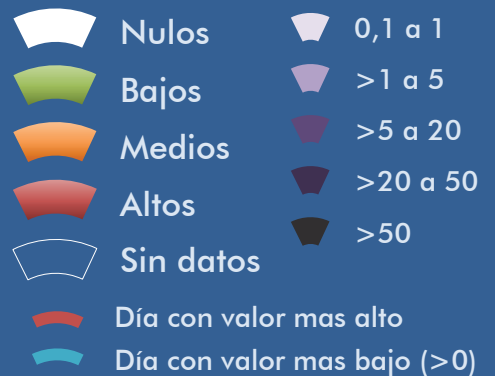 Nulos
Bajos
Medios
Altos
Sin datos
0,1 a 1
>1 a 5
>5 a 20
>20 a 50
>50
Día con valor mas alto
Día con valor mas bajo (>0)